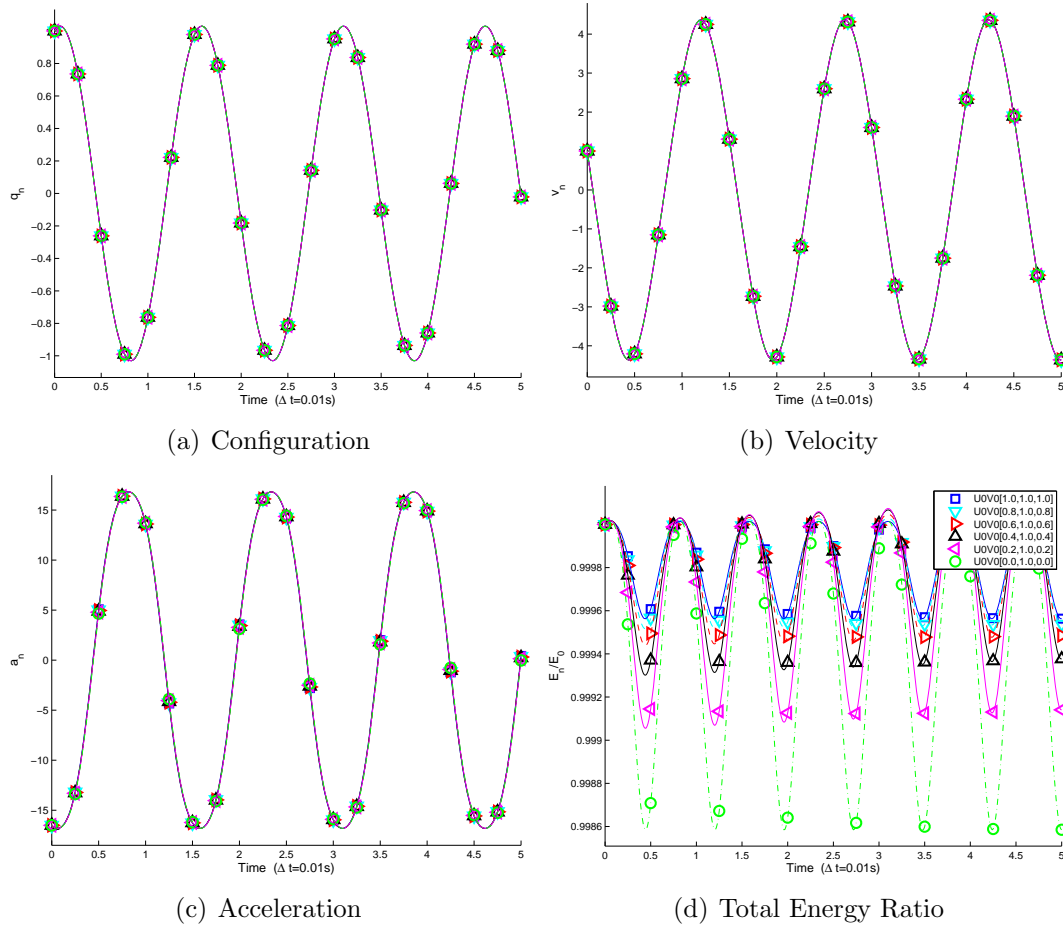 0.8
0.6
0.4
0.2
0
−0.2
−0.4
−0.6
−0.8
−1
q_n
0 0.5 1 1.5 2 2.5 3 3.5 4 4.5 5
Time (Δ t=0.01s)
(a) Configuration
4
3
2
1
0
−1
−2
−3
−4
v_n
0 0.5 1 1.5 2 2.5 3 3.5 4 4.5 5
Time (Δ t=0.01s)
(b) Velocity
15
10
5
0
−5
−10
−15
a_n
0 0.5 1 1.5 2 2.5 3 3.5 4 4.5 5
Time (Δ t=0.01s)
(c) Acceleration
U0V0[1.0,1.0,1.0]
U0V0[0.8,1.0,0.8]
U0V0[0.6,1.0,0.6]
U0V0[0.4,1.0,0.4]
U0V0[0.2,1.0,0.2]
U0V0[0.0,1.0,0.0]
0.9998
0.9996
0.9994
0.9992
0.999
0.9988
0.9986
E_n/E_0
0 0.5 1 1.5 2 2.5 3 3.5 4 4.5 5
Time (Δ t=0.01s)
(d) Total Energy Ratio